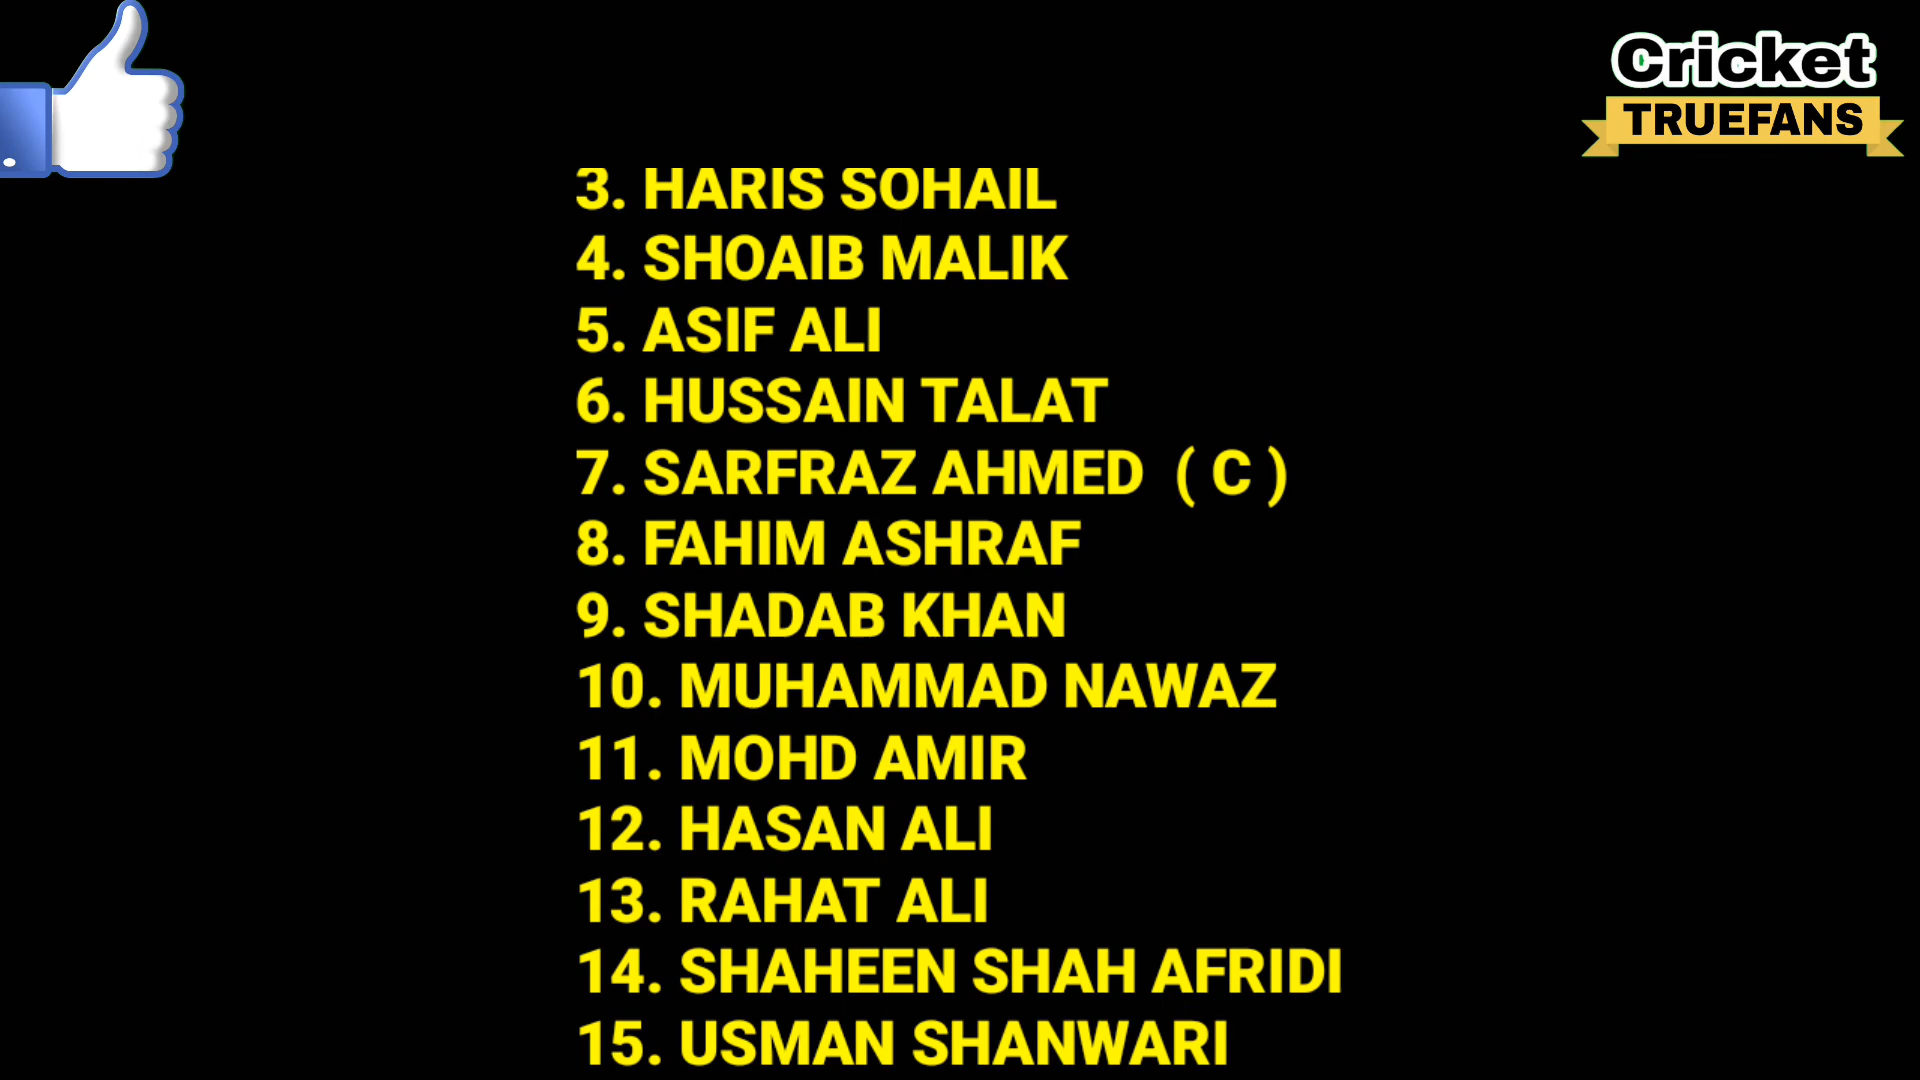 Cricket
TRUEFANS
3. HARIS SOHAIL
4. SHOAIB MALIK
5. ASIF ALI
6. HUSSAIN TALAT
7. SARFRAZ AHMED ( C )
8. FAHIM ASHRAF
9. SHADAB KHAN
10. MUHAMMAD NAWAZ
11. MOHD AMIR
12. HASAN ALI
13. RAHAT ALI
14. SHAHEEN SHAH AFRIDI
15. USMAN SHANWARI